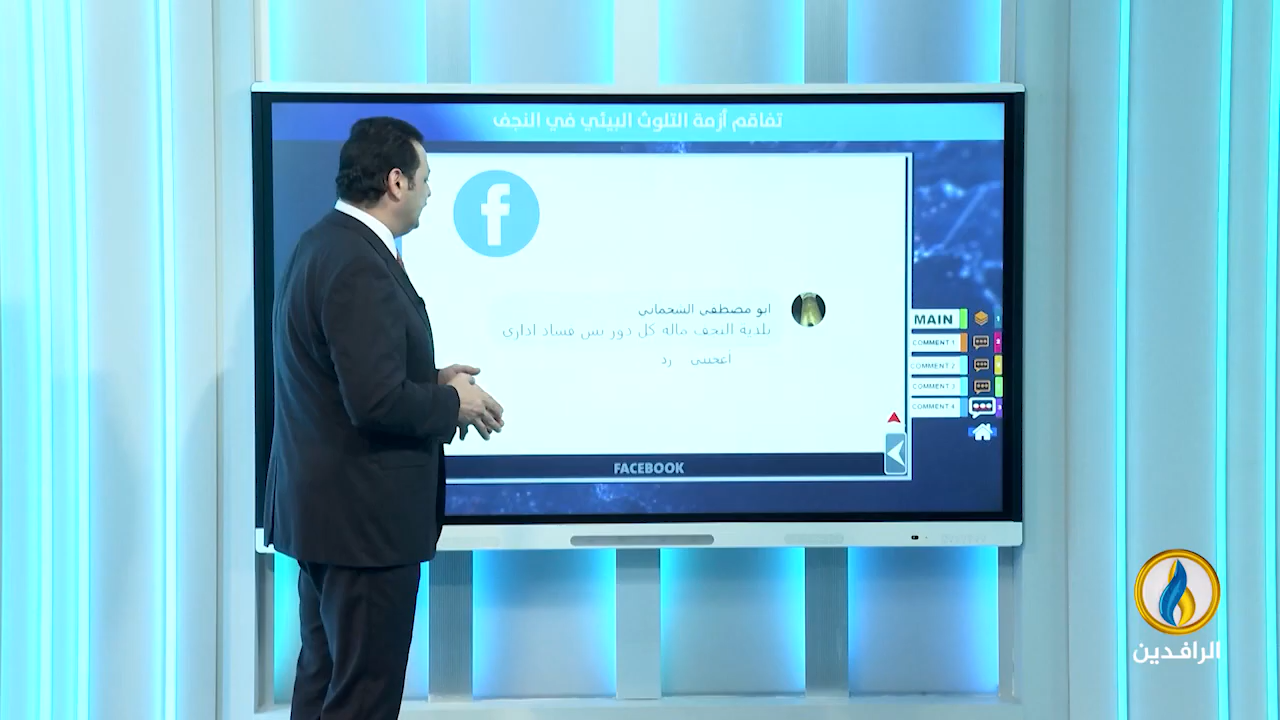 تفاقم أزمة التلوث البيئي في النجف
ابو مصطفى الشحماني
بلدية النجف ماله كل دور بس فساد اداري
اعجبني رد
MAIN
COMMENT 1
COMMENT 2
COMMENT 3
COMMENT 4
FACEBOOK
الرافدين